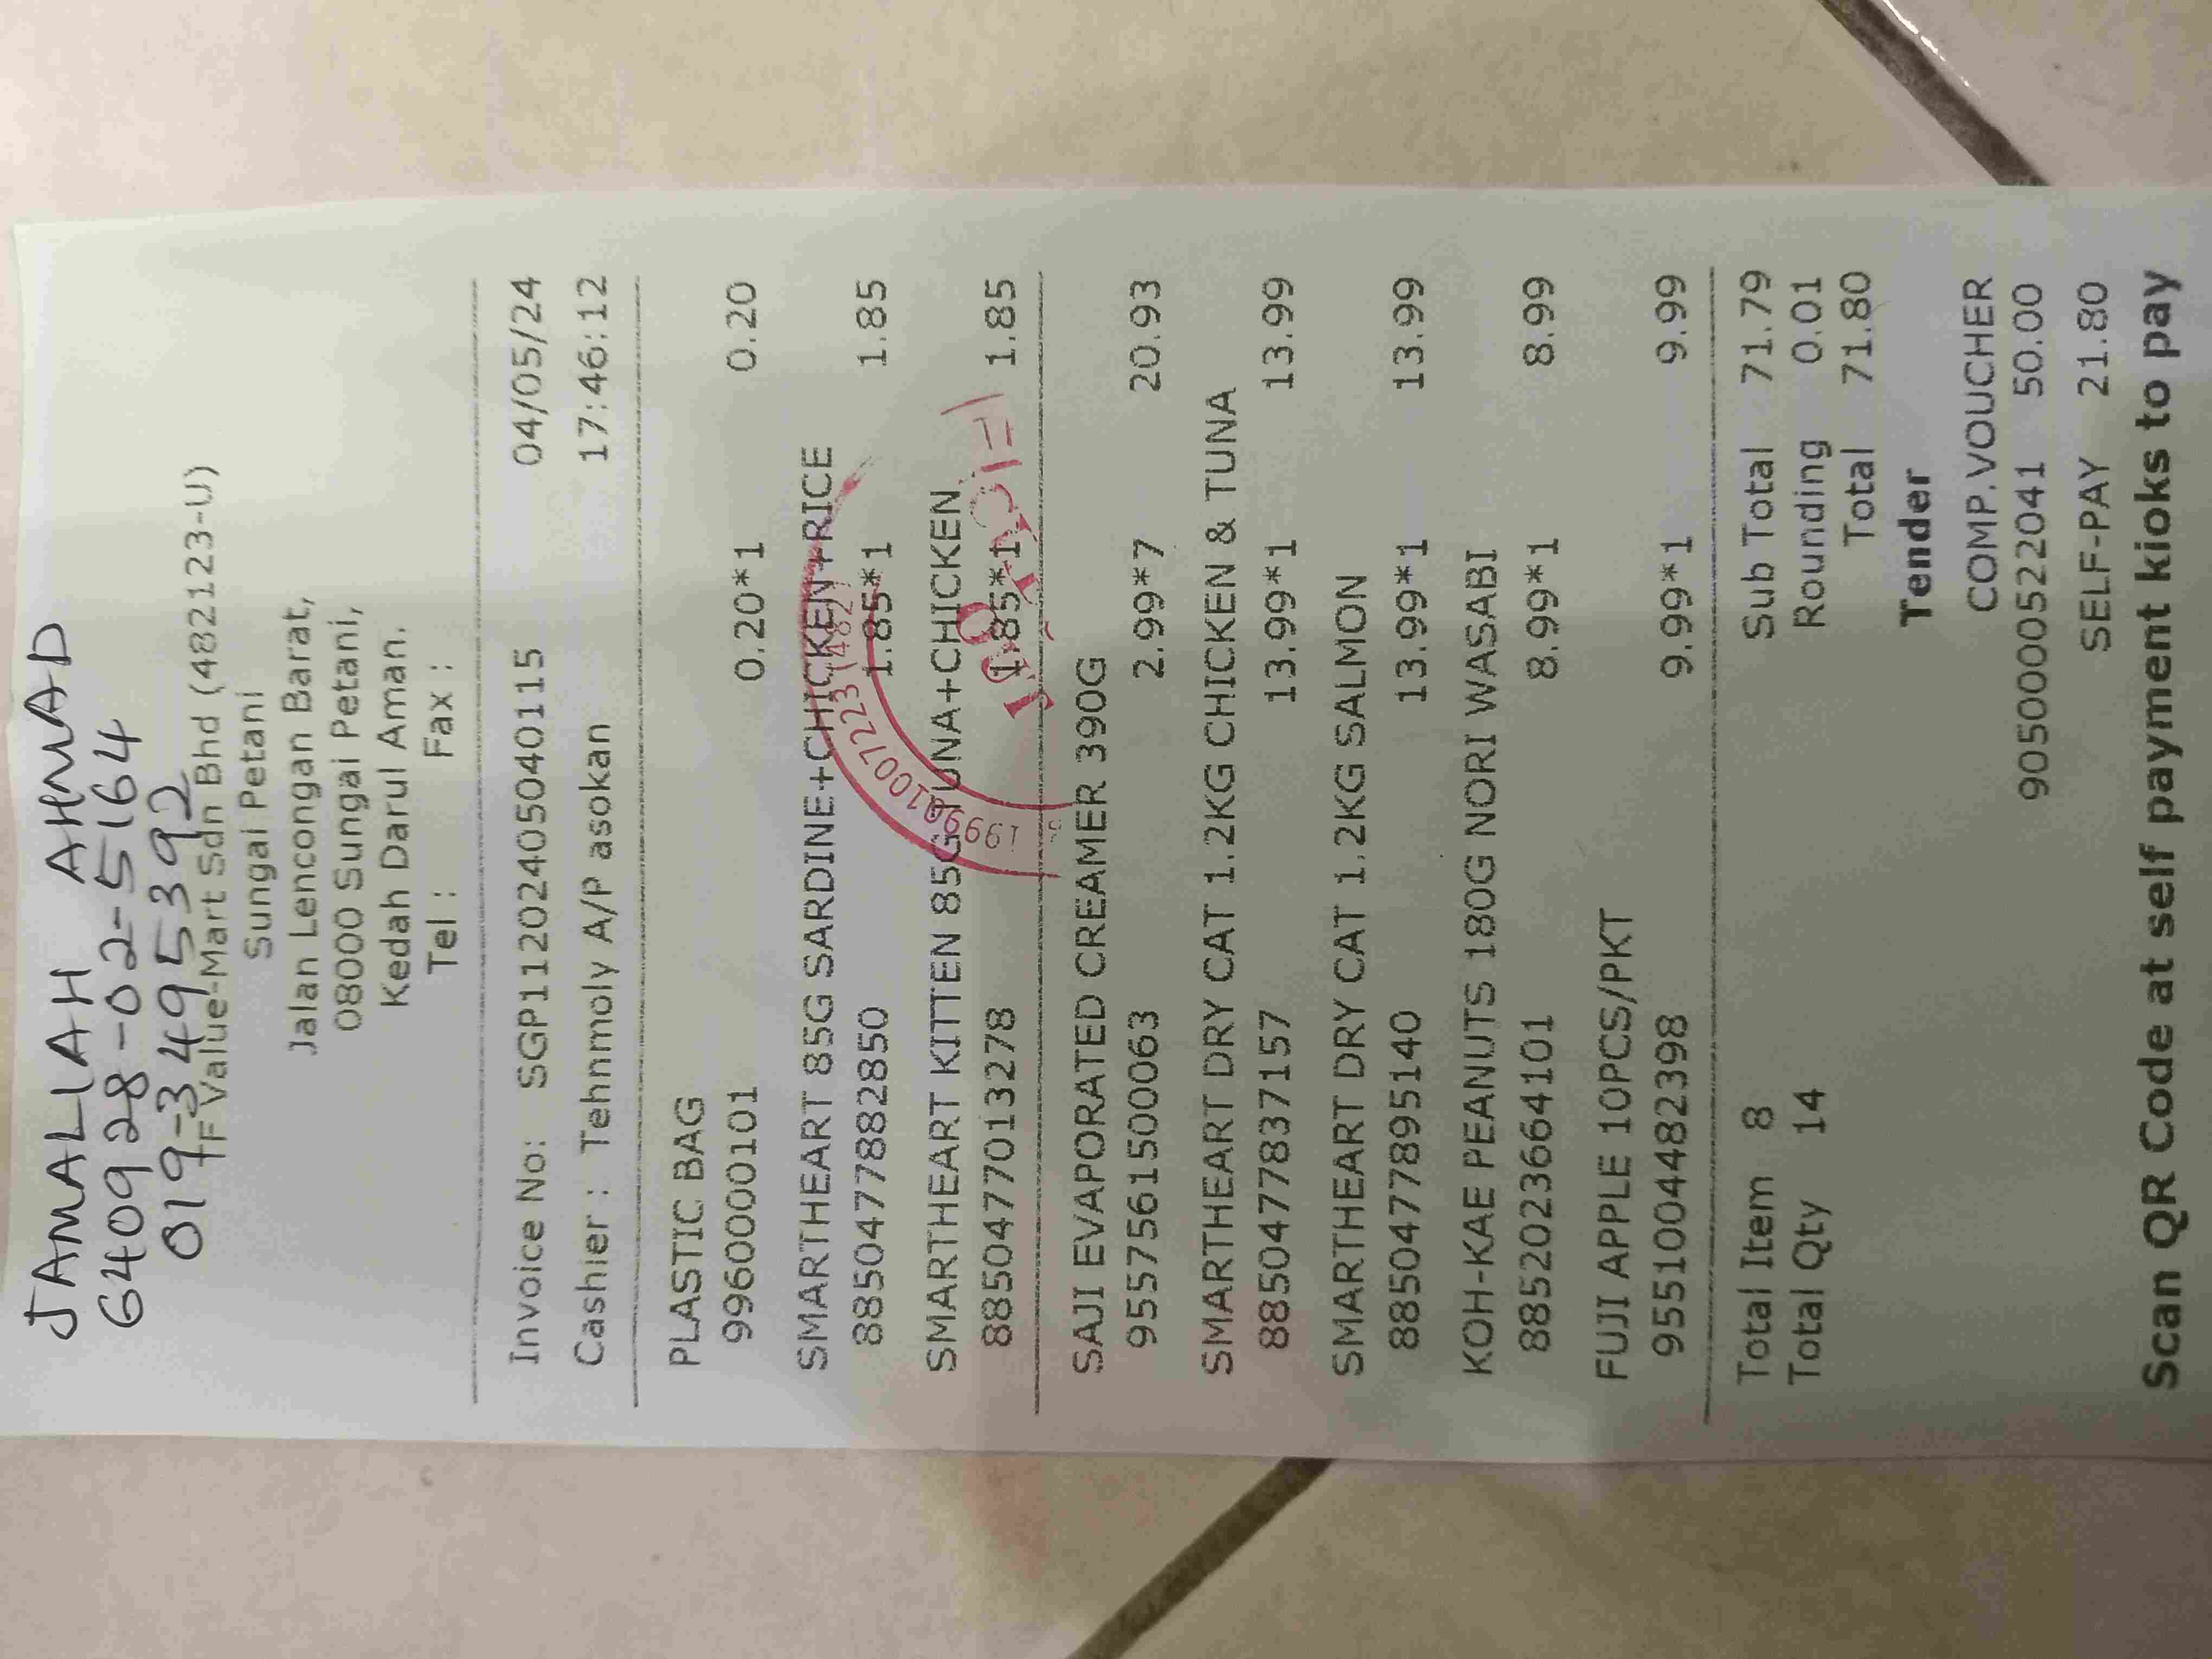 JAMALIAH AHMAD
640928-02-5164
019-3495392
TF Value-Mart Sdn Bhd (482123-U)
Sungai Petani
Jalan Lencongan Barat,
08000 Sungai Petani,
Kedah Darul Aman.
Tel : Fax :
Invoice No: SGP11202405040115 04/05/24
Cashier : Tehnmoly A/P asokan 17:46:12
PLASTIC BAG
996000101 0.20*1 0.20
SMARTHEART 85G SARDINE+CHICKEN+RICE
8850477882850 1.85*1 1.85
SMARTHEART KITTEN 85G TUNA+CHICKEN
8850477013278 1.85*1 1.85
SAJI EVAPORATED CREAMER 390G
9557561500063 2.99*7 20.93
SMARTHEART DRY CAT 1.2KG CHICKEN & TUNA
8850477837157 13.99*1 13.99
SMARTHEART DRY CAT 1.2KG SALMON
8850477895140 13.99*1 13.99
KOH-KAE PEANUTS 180G NORI WASABI
8852023664101 8.99*1 8.99
FUJI APPLE 10PCS/PKT
9551004482398 9.99*1 9.99
Total Item 8 Sub Total 71.79
Total Qty 14 Rounding 0.01
Total 71.80
Tender
COMP.VOUCHER
9050000522041 50.00
SELF-PAY 21.80
Scan QR Code at self payment kioks to pay